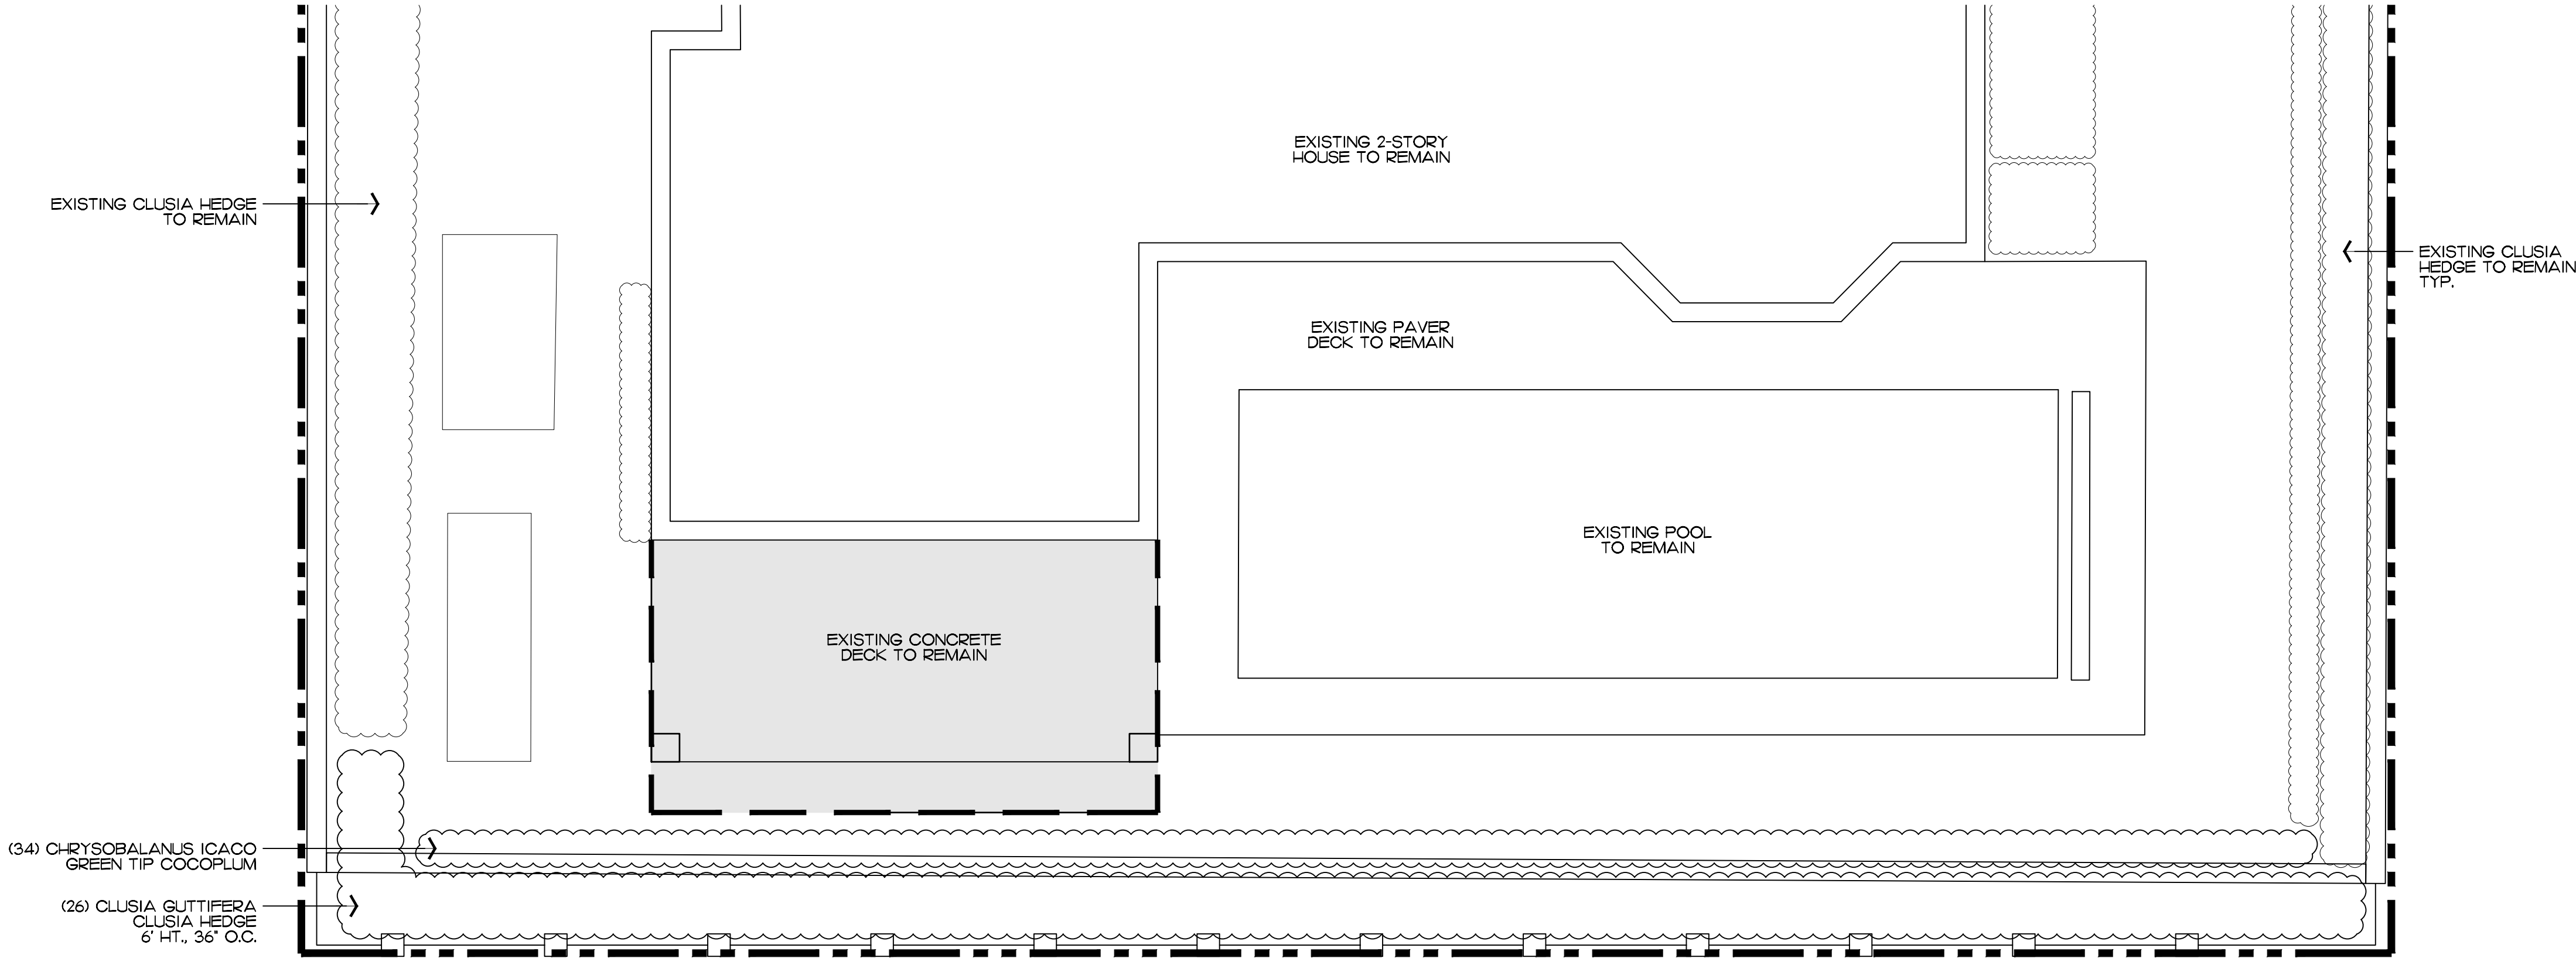 EXISTING 2-STORY
HOUSE TO REMAIN
EXISTING CLUSIA HEDGE
TO REMAIN
EXISTING CLUSIA
HEDGE TO REMAIN
TYP.
EXISTING PAVER
DECK TO REMAIN
EXISTING POOL
TO REMAIN
EXISTING CONCRETE
DECK TO REMAIN
(34) CHRYSOBALANUS ICACO
GREEN TIP COCOPLUM
(26) CLUSIA GUTTIFERA
CLUSIA HEDGE
6' HT., 36" O.C.